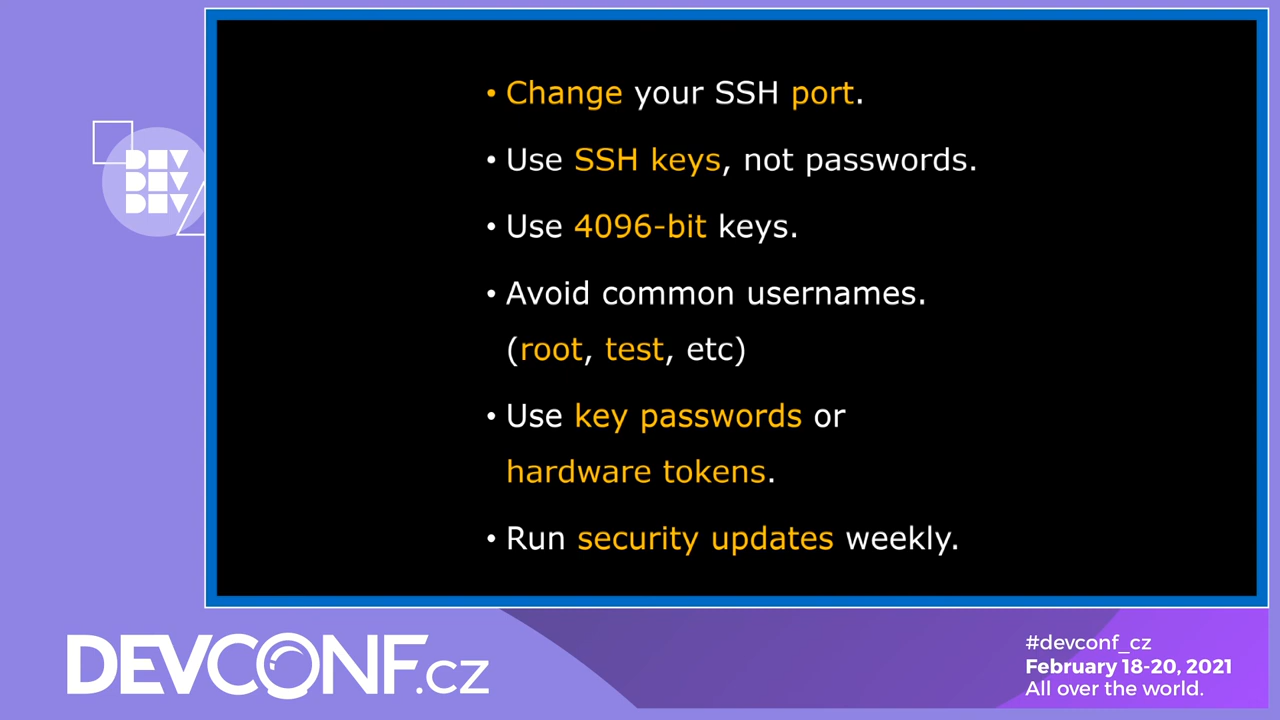 • Change your SSH port.
• Use SSH keys, not passwords.
• Use 4096-bit keys.
• Avoid common usernames.
(root, test, etc)
• Use key passwords or
hardware tokens.
• Run security updates weekly.
DEV
DEV
DEV
DEVCONF.cz
#devconf_cz
February 18-20, 2021
All over the world.